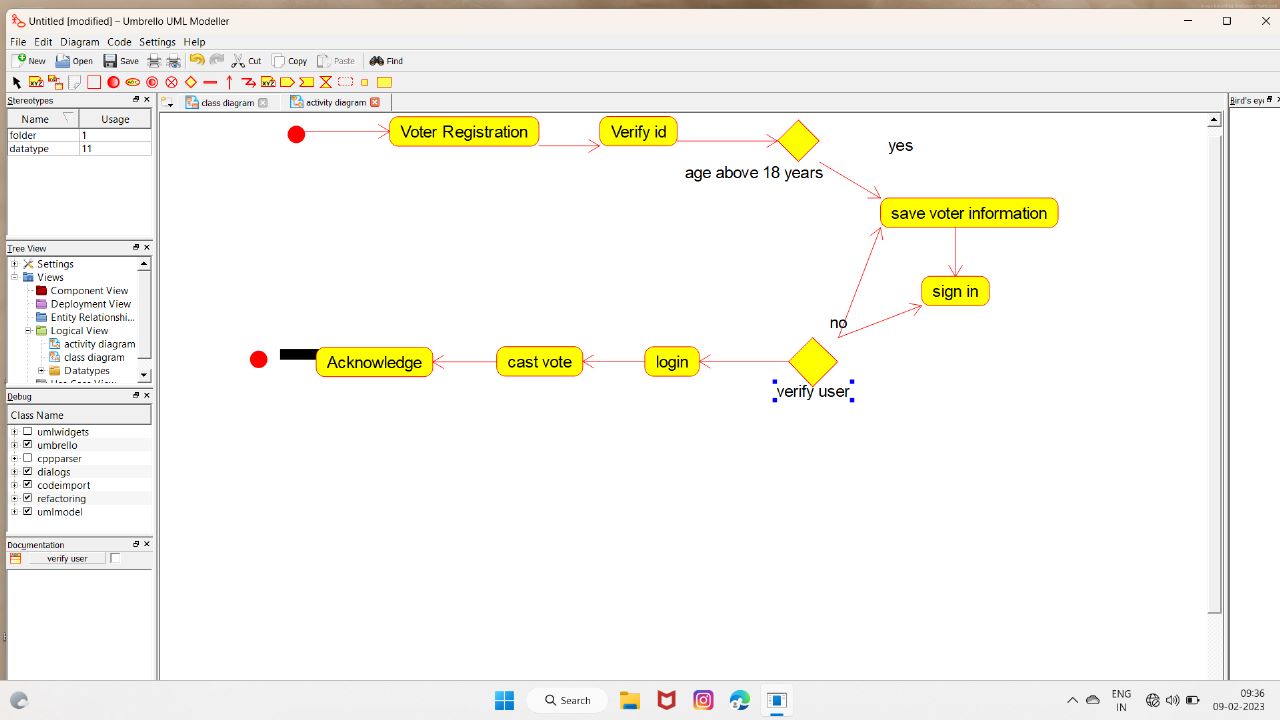 Untitled [modified] – Umbrello UML Modeller
File Edit Diagram Code Settings Help
New Open Save Cut Copy Paste Find
Stereotypes
Name Usage
folder 1
datatype 11
Tree View
Settings
Views
Component View
Deployment View
Entity Relationshi...
Logical View
activity diagram
class diagram
Datatypes
Debug
Class Name
umlwidgets
umbrello
cppparser
dialogs
codeimport
refactoring
umlmodel
Documentation
verify user
class diagram activity diagram
Voter Registration Verify id yes
age above 18 years
save voter information
sign in
no
Acknowledge cast vote login
verify user
Bird's ey
Search
ENG
IN
09:36
09-02-2023